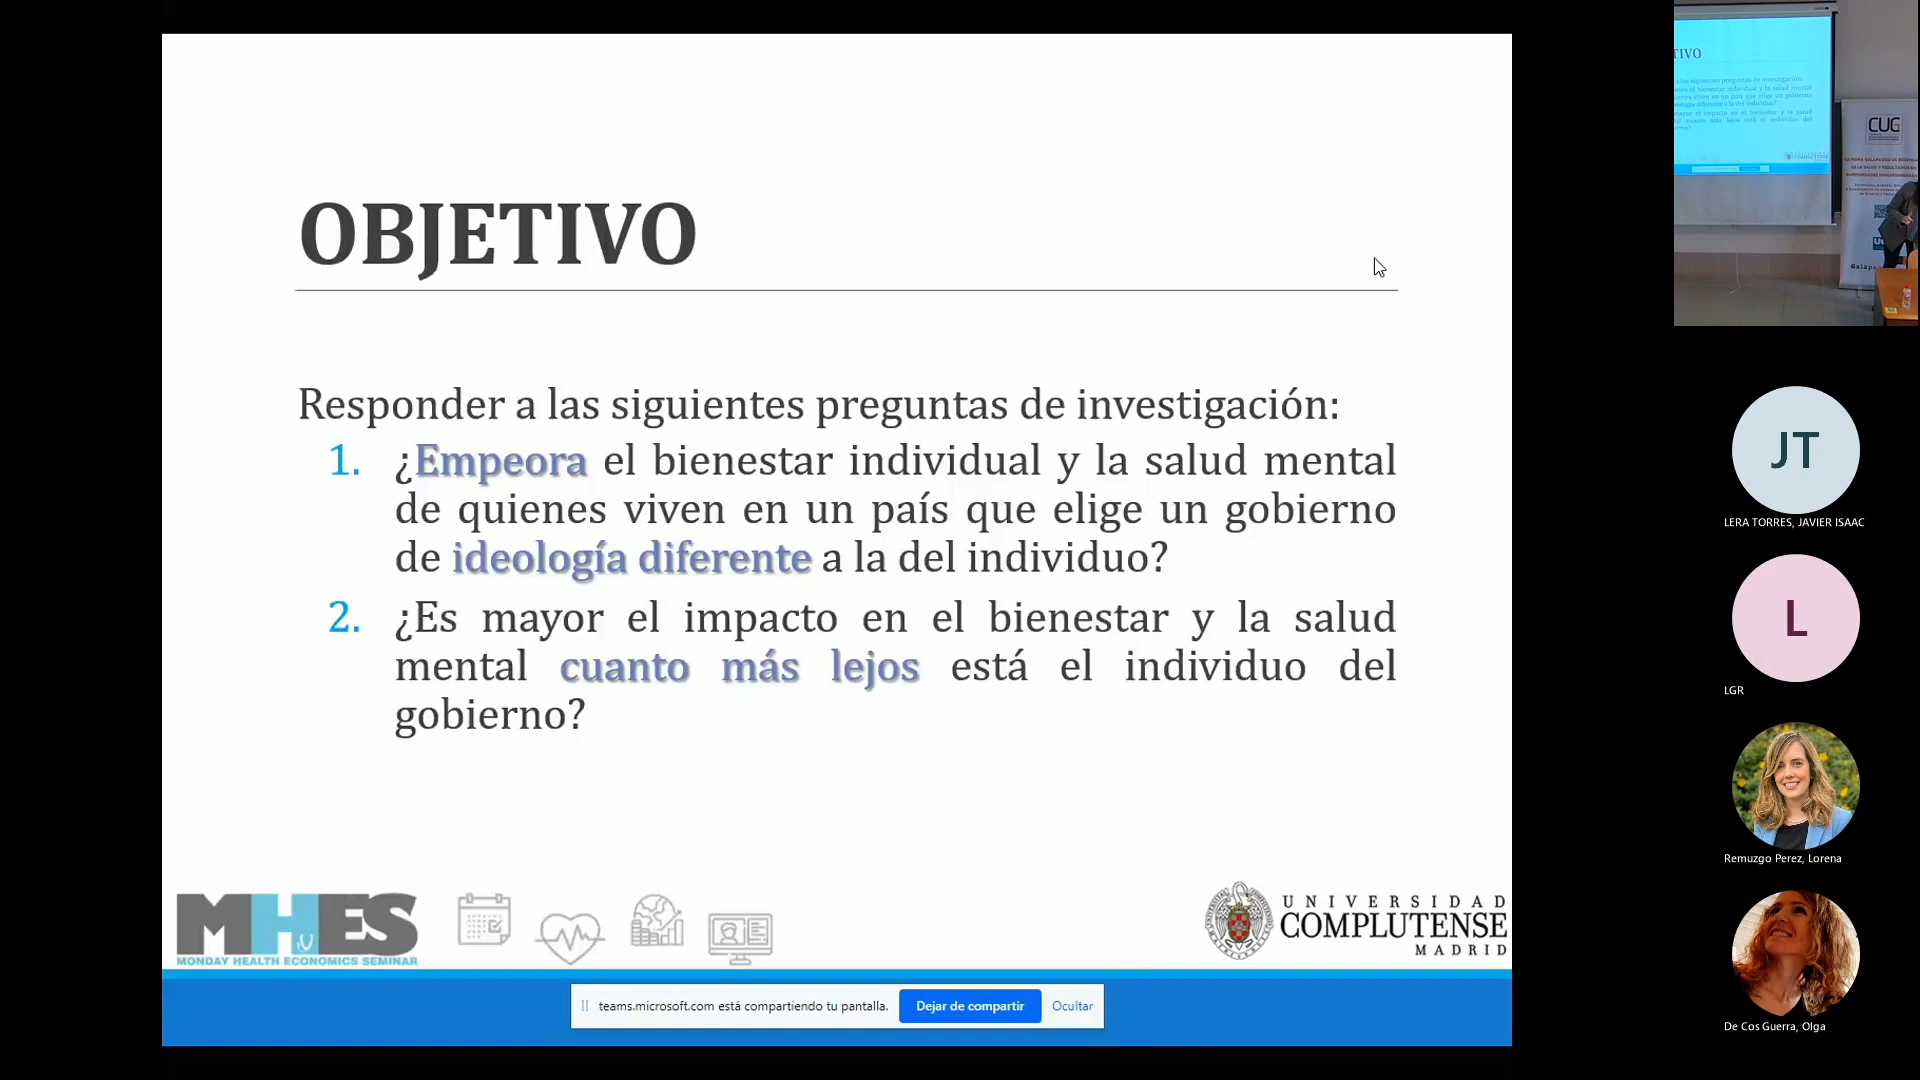 OBJETIVO
Responder a las siguientes preguntas de investigación:
1. ¿Empeora el bienestar individual y la salud mental
de quienes viven en un país que elige un gobierno
de ideología diferente a la del individuo?
2. ¿Es mayor el impacto en el bienestar y la salud
mental cuanto más lejos está el individuo del
gobierno?
MHES
MONDAY HEALTH ECONOMICS SEMINAR
UNIVERSIDAD
COMPLUTENSE
MADRID
teams.microsoft.com está compartiendo tu pantalla.
Dejar de compartir
Ocultar
CUG
JT
LERA TORRES, JAVIER ISAAC
L
LGR
Remuzgo Perez, Lorena
De Cos Guerra, Olga